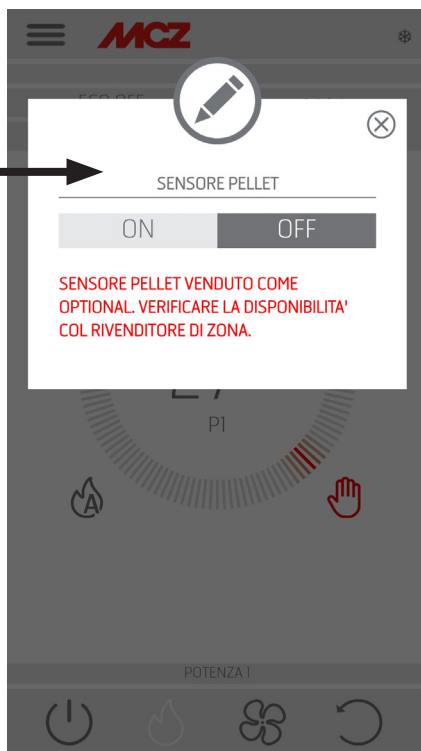 MCZ
SENSORE PELLET
ON OFF
SENSORE PELLET VENDUTO COME
OPTIONAL. VERIFICARE LA DISPONIBILITA'
COL RIVENDITORE DI ZONA.
P1
A
POTENZA 1